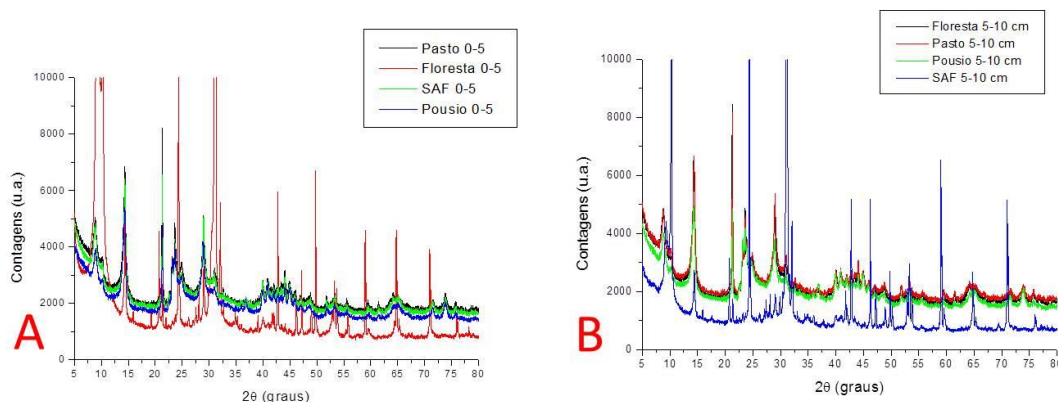 Pasto 0-5
Floresta 0-5
SAF 0-5
Pousio 0-5
10000
8000
6000
4000
2000
0
Contagens (u.a.)
5 10 15 20 25 30 35 40 45 50 55 60 65 70 75 80
2θ (graus)
A
Floresta 5-10 cm
Pasto 5-10 cm
Pousio 5-10 cm
SAF 5-10 cm
10000
8000
6000
4000
2000
0
Contagens (u.a.)
5 10 15 20 25 30 35 40 45 50 55 60 65 70 75 80
2θ (graus)
B